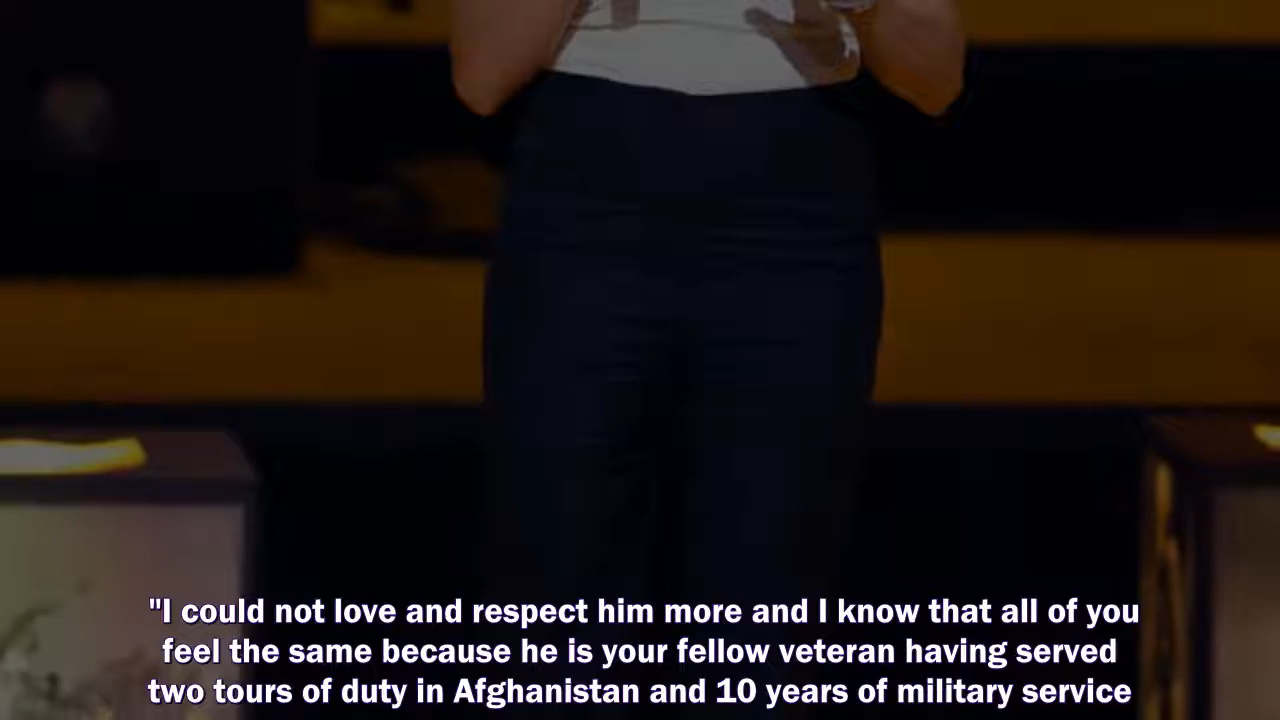 "I could not love and respect him more and I know that all of you
feel the same because he is your fellow veteran having served
two tours of duty in Afghanistan and 10 years of military service